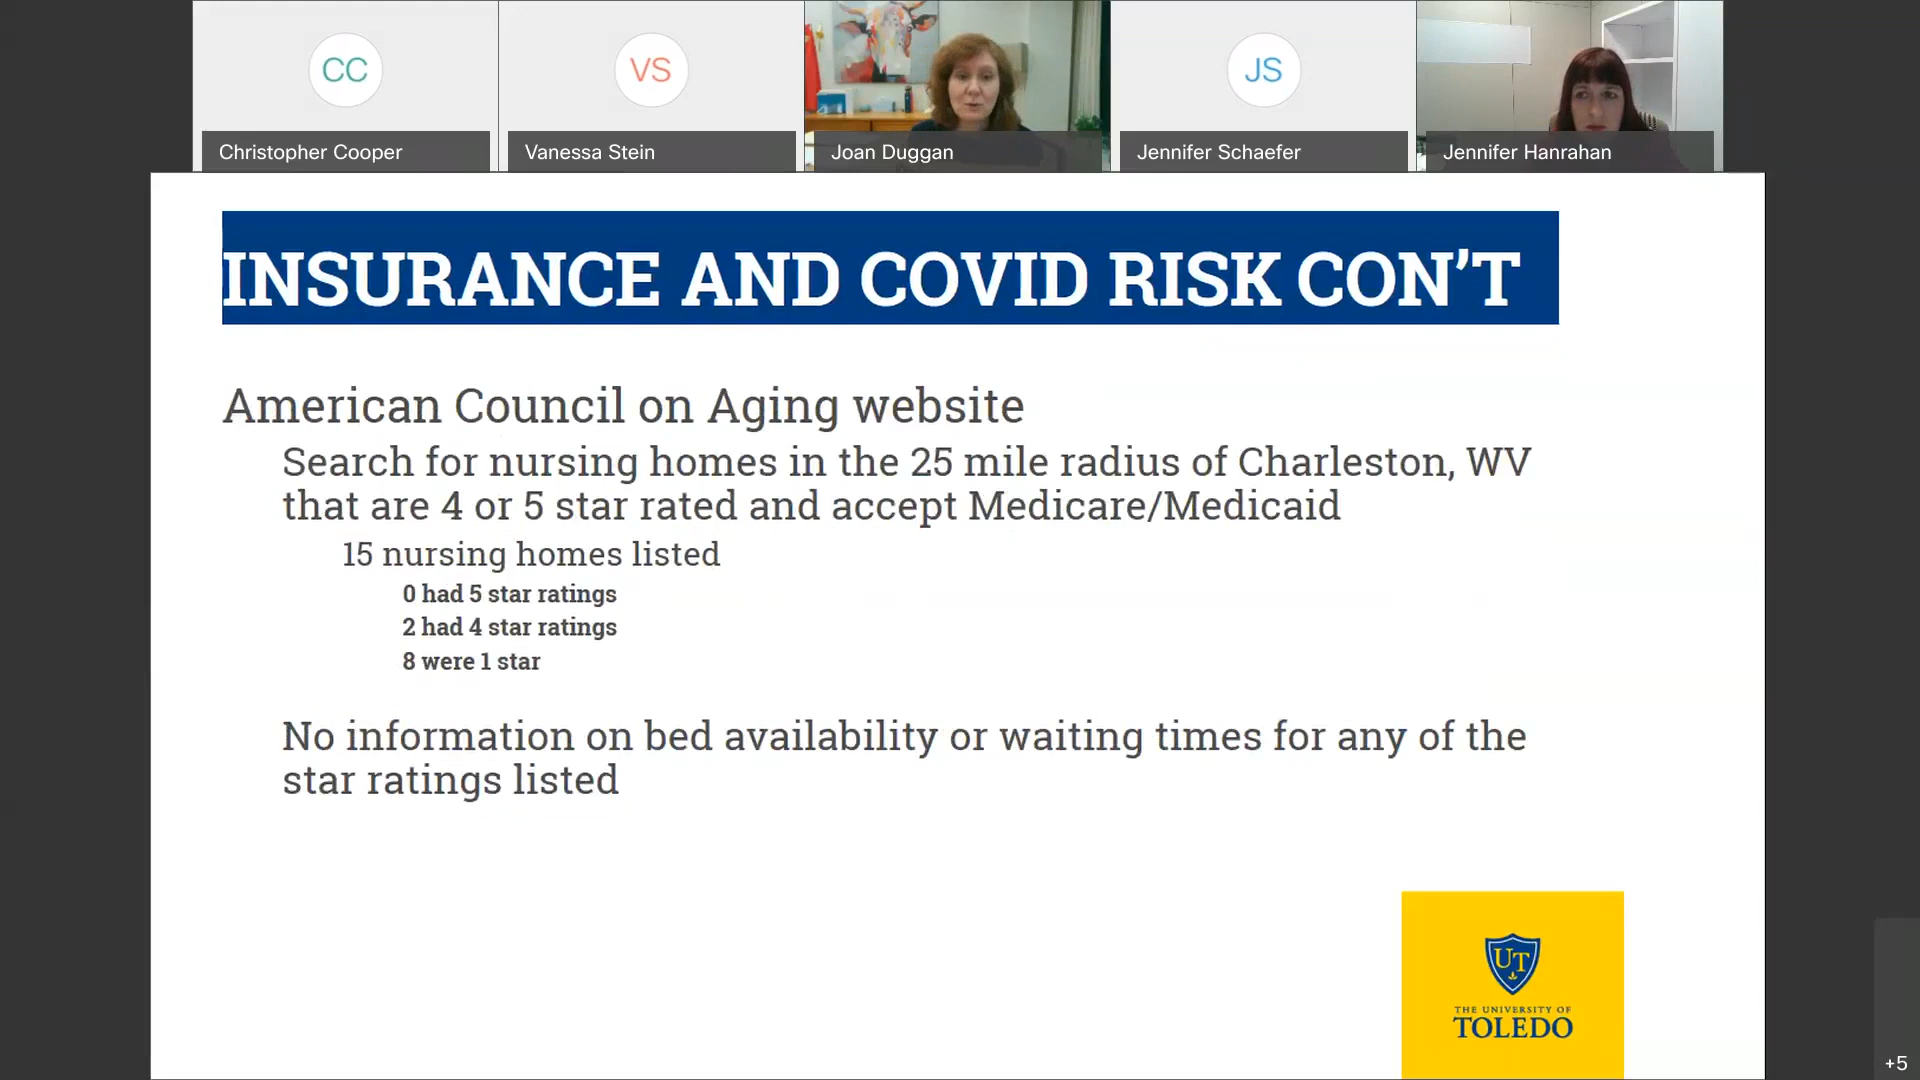 CC
VS
JS
Christopher Cooper
Vanessa Stein
Joan Duggan
Jennifer Schaefer
Jennifer Hanrahan
INSURANCE AND COVID RISK CON’T
American Council on Aging website
Search for nursing homes in the 25 mile radius of Charleston, WV
that are 4 or 5 star rated and accept Medicare/Medicaid
15 nursing homes listed
0 had 5 star ratings
2 had 4 star ratings
8 were 1 star
No information on bed availability or waiting times for any of the
star ratings listed
UT
THE UNIVERSITY OF
TOLEDO
+5